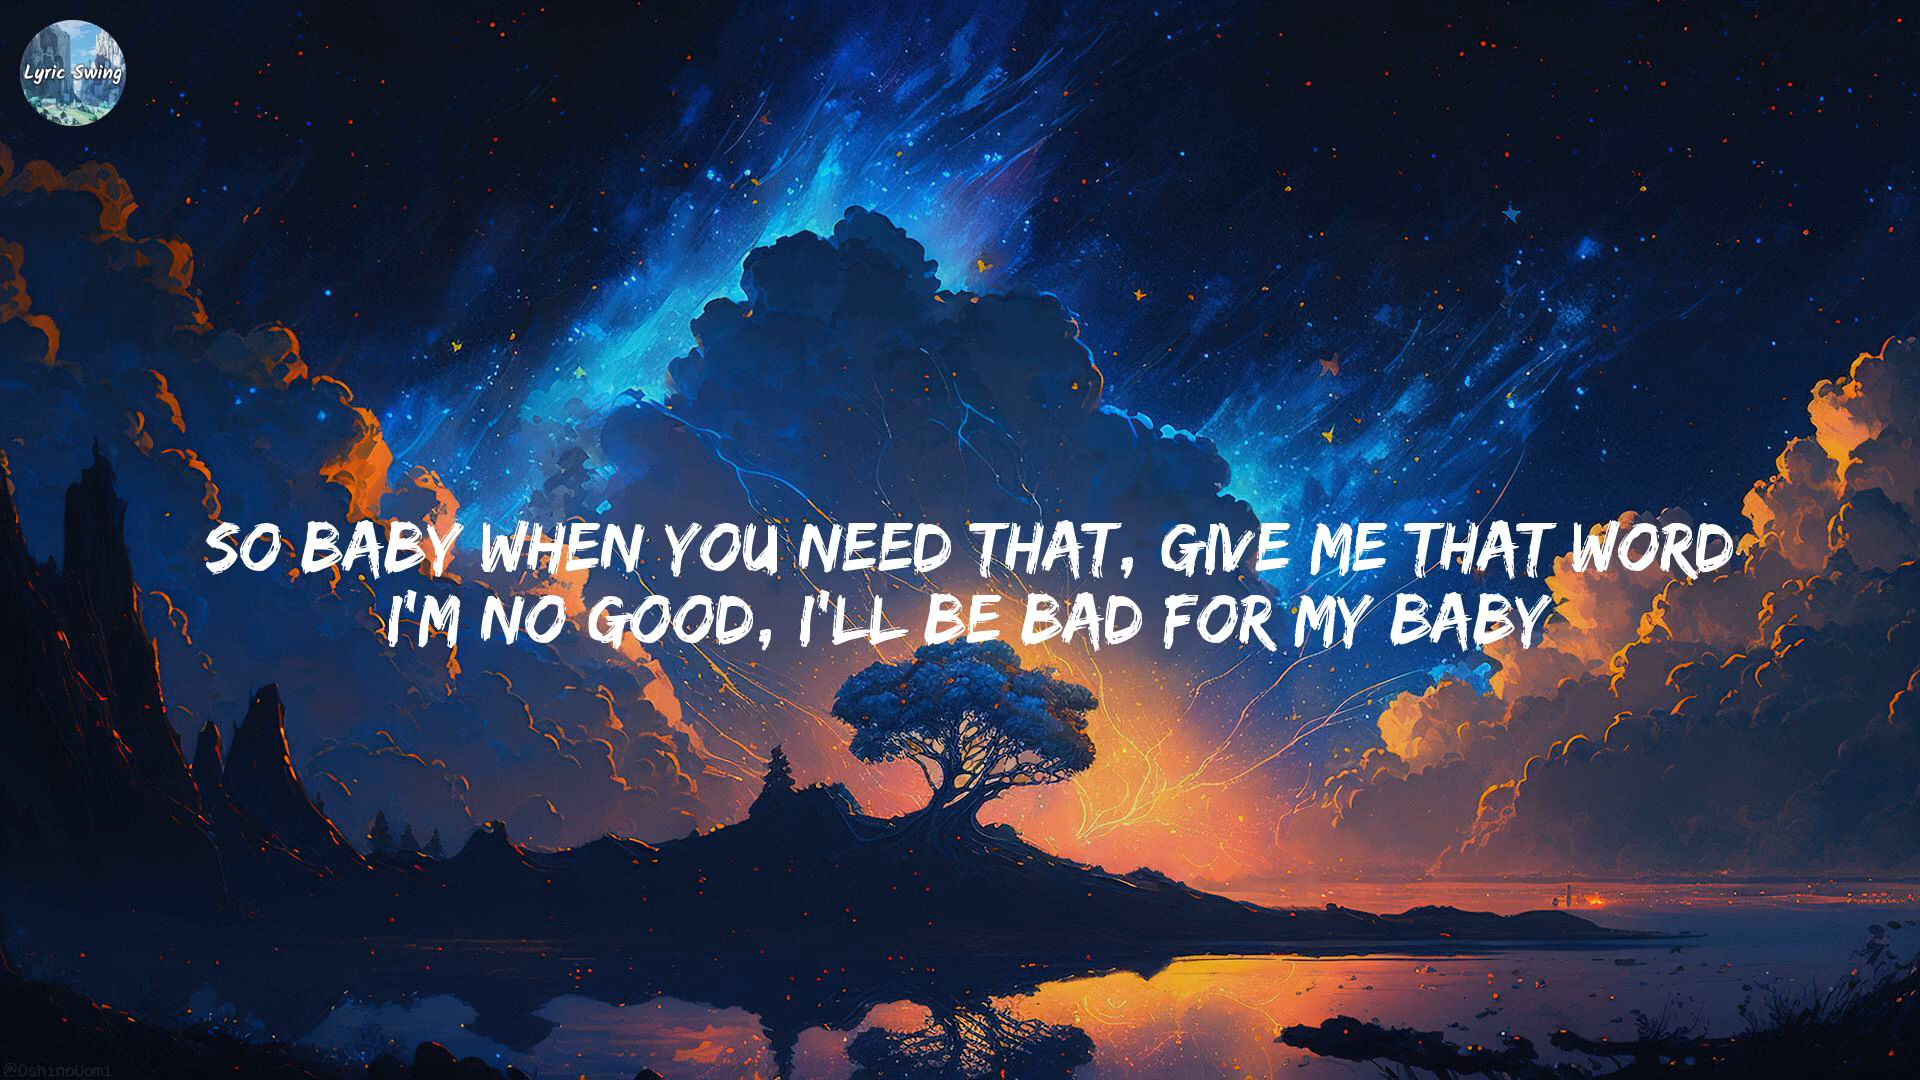 Lyric Swing
SO BABY WHEN YOU NEED THAT, GIVE ME THAT WORD
I'M NO GOOD, I'LL BE BAD FOR MY BABY
@OshinoUomi